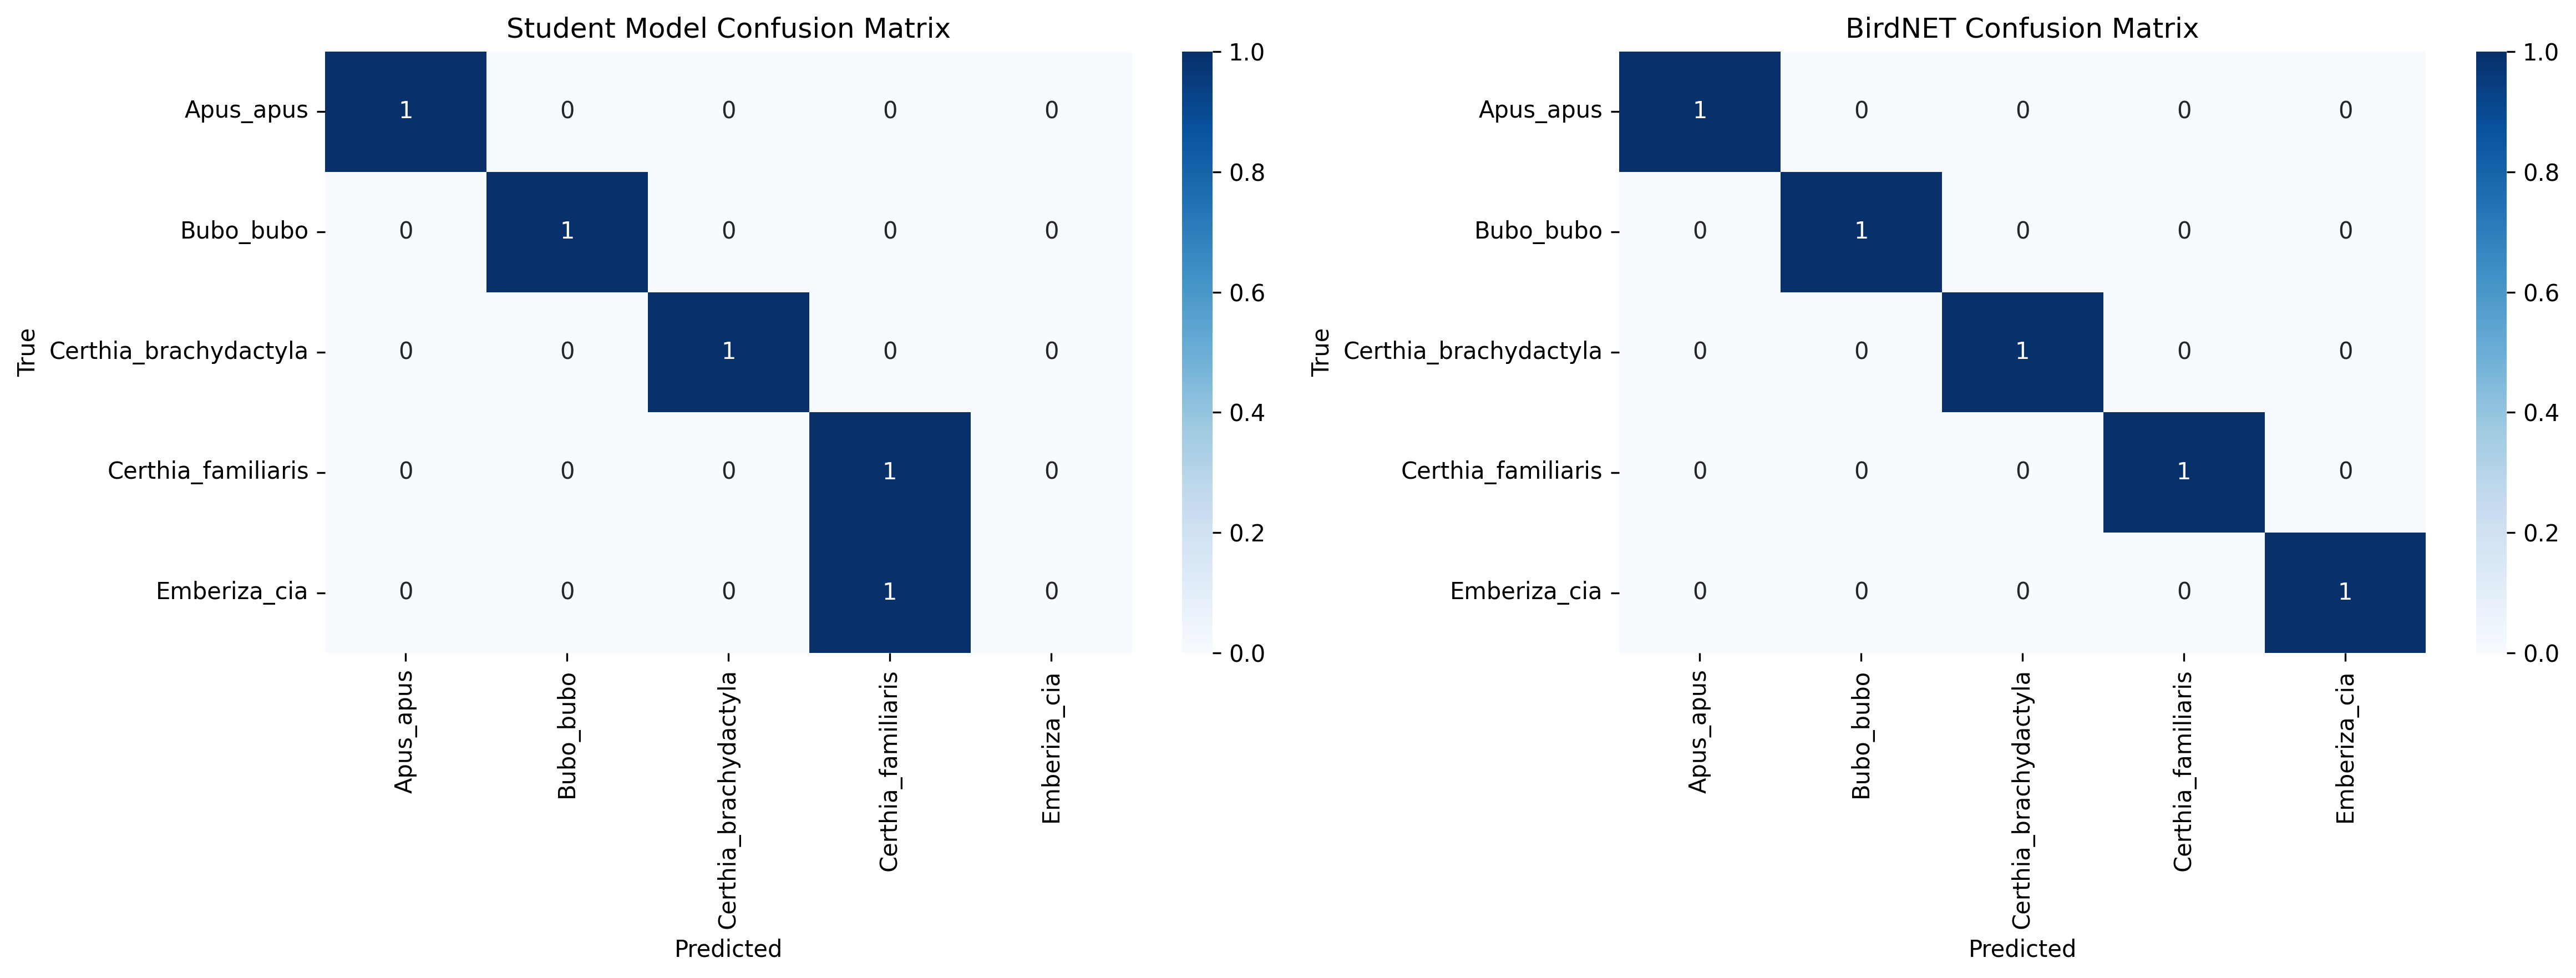 Student Model Confusion Matrix
True
Apus_apus 1 0 0 0 0
Bubo_bubo 0 1 0 0 0
Certhia_brachydactyla 0 0 1 0 0
Certhia_familiaris 0 0 0 1 0
Emberiza_cia 0 0 0 1 0
Apus_apus
Bubo_bubo
Certhia_brachydactyla
Certhia_familiaris
Emberiza_cia
Predicted
1.0
0.8
0.6
0.4
0.2
0.0
BirdNET Confusion Matrix
True
Apus_apus 1 0 0 0 0
Bubo_bubo 0 1 0 0 0
Certhia_brachydactyla 0 0 1 0 0
Certhia_familiaris 0 0 0 1 0
Emberiza_cia 0 0 0 0 1
Apus_apus
Bubo_bubo
Certhia_brachydactyla
Certhia_familiaris
Emberiza_cia
Predicted
1.0
0.8
0.6
0.4
0.2
0.0